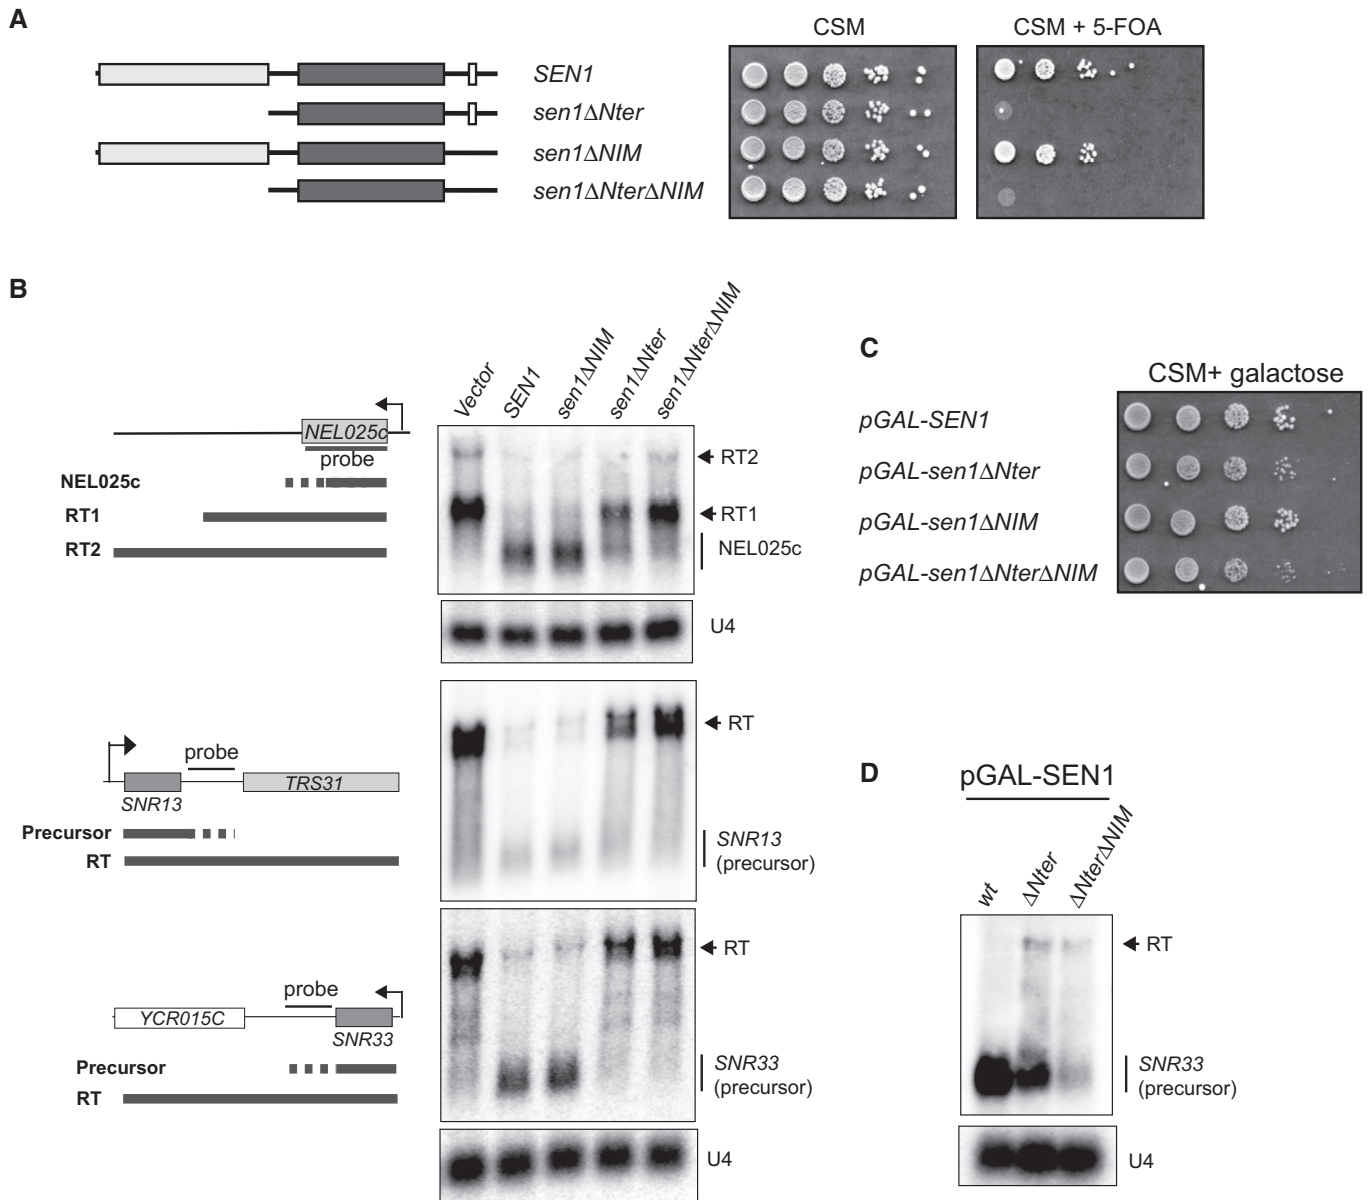 A
SEN1
sen1ΔNter
sen1ΔNIM
sen1ΔNterΔNIM
CSM
CSM + 5-FOA
B
NEL025c
probe
NEL025c
RT1
RT2
Vector
SEN1
sen1ΔNIM
sen1ΔNter
sen1ΔNterΔNIM
RT2
RT1
NEL025c
U4
probe
SNR13
TRS31
Precursor
RT
RT
SNR13
(precursor)
probe
YCR015C
SNR33
Precursor
RT
RT
SNR33
(precursor)
U4
C
CSM+ galactose
pGAL-SEN1
pGAL-sen1ΔNter
pGAL-sen1ΔNIM
pGAL-sen1ΔNterΔNIM
D
pGAL-SEN1
wt
ΔNter
ΔNterΔNIM
RT
SNR33
(precursor)
U4